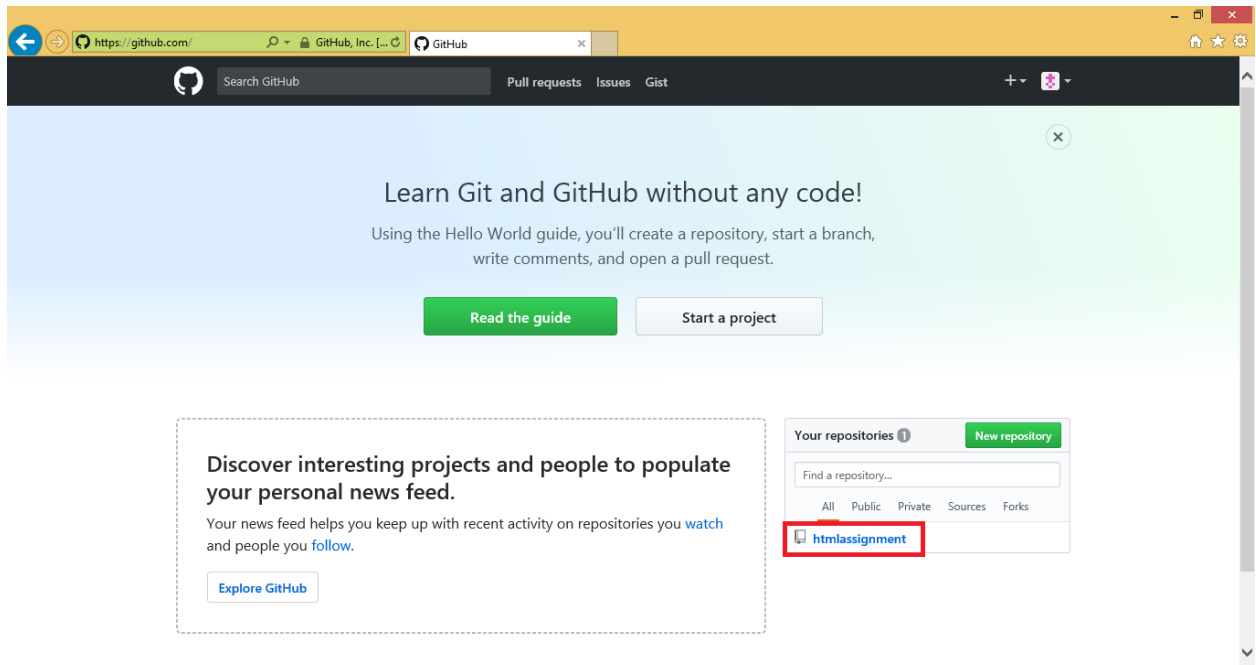 https://github.com/
GitHub, Inc. [...
GitHub
Search GitHub
Pull requests Issues Gist
Learn Git and GitHub without any code!
Using the Hello World guide, you'll create a repository, start a branch,
write comments, and open a pull request.
Read the guide
Start a project
Discover interesting projects and people to populate
your personal news feed.
Your news feed helps you keep up with recent activity on repositories you watch
and people you follow.
Explore GitHub
Your repositories 1
New repository
Find a repository...
All Public Private Sources Forks
htmlassignment